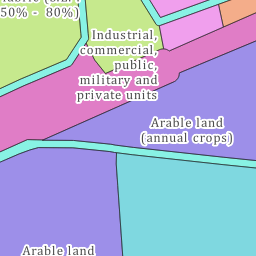 50% - 80%)
Industrial,
commercial,
public,
military and
private units
Arable land
(annual crops)
Arable land